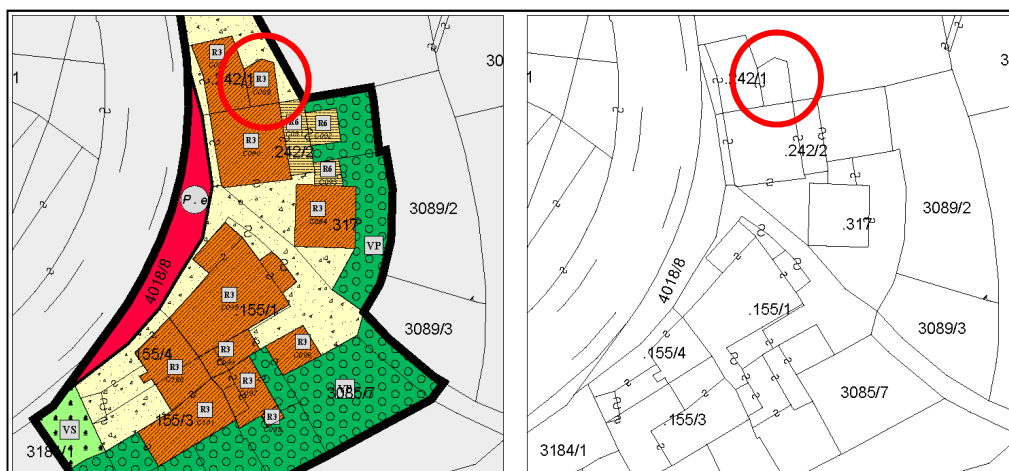 1
30
R3
R3
.242/1
R3
R6
R6
.242/2
R6
P.e
R3
.317
3089/2
VP
4018/8
R3
.155/1
3089/3
R3
.155/4
R3
R3
R3
3085/7
R3
.155/3
R3
VS
3184/1
3
.242/1
.242/2
3089/2
.317
4018/8
.155/1
3089/3
.155/4
3085/7
.155/3
3184/1